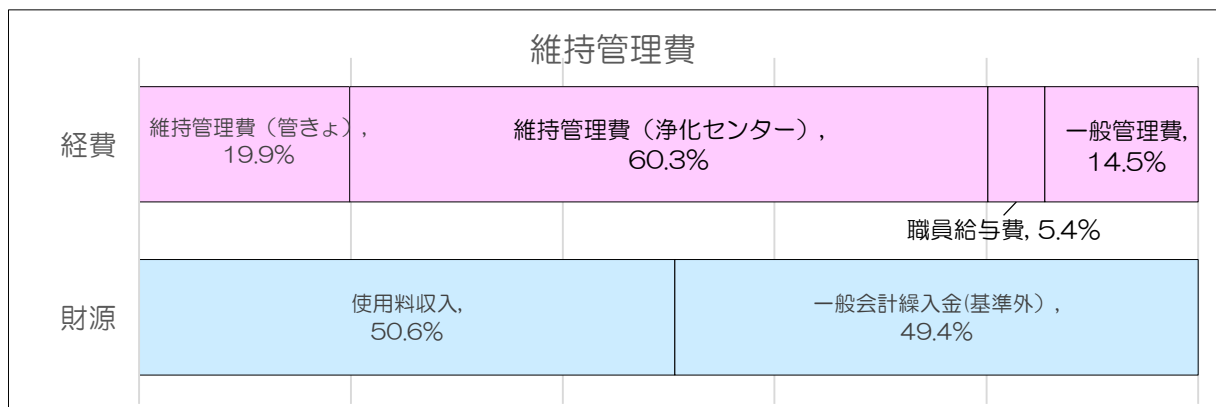 維持管理費
経費
維持管理費（管きょ）,
19.9%
維持管理費（浄化センター）,
60.3%
一般管理費,
14.5%
職員給与費, 5.4%
財源
使用料収入,
50.6%
一般会計繰入金(基準外）,
49.4%